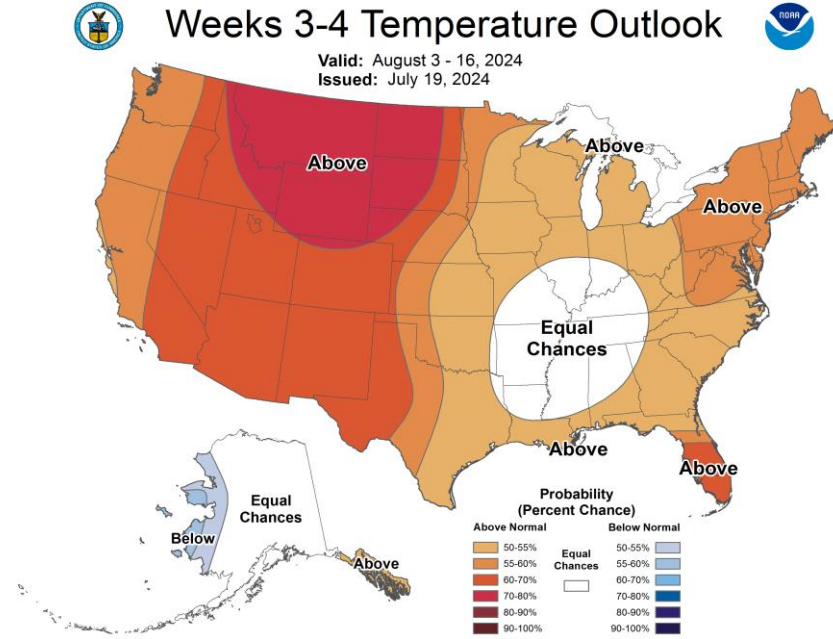 Weeks 3-4 Temperature Outlook
NOAA
Valid: August 3 - 16, 2024
Issued: July 19, 2024
Above
Above
Above
Equal
Chances
Above
Above
Equal
Chances
Below
Above
Probability
(Percent Chance)
Above Normal
Below Normal
50-55%
55-60%
60-70%
70-80%
80-90%
90-100%
Equal
Chances
50-55%
55-60%
60-70%
70-80%
80-90%
90-100%